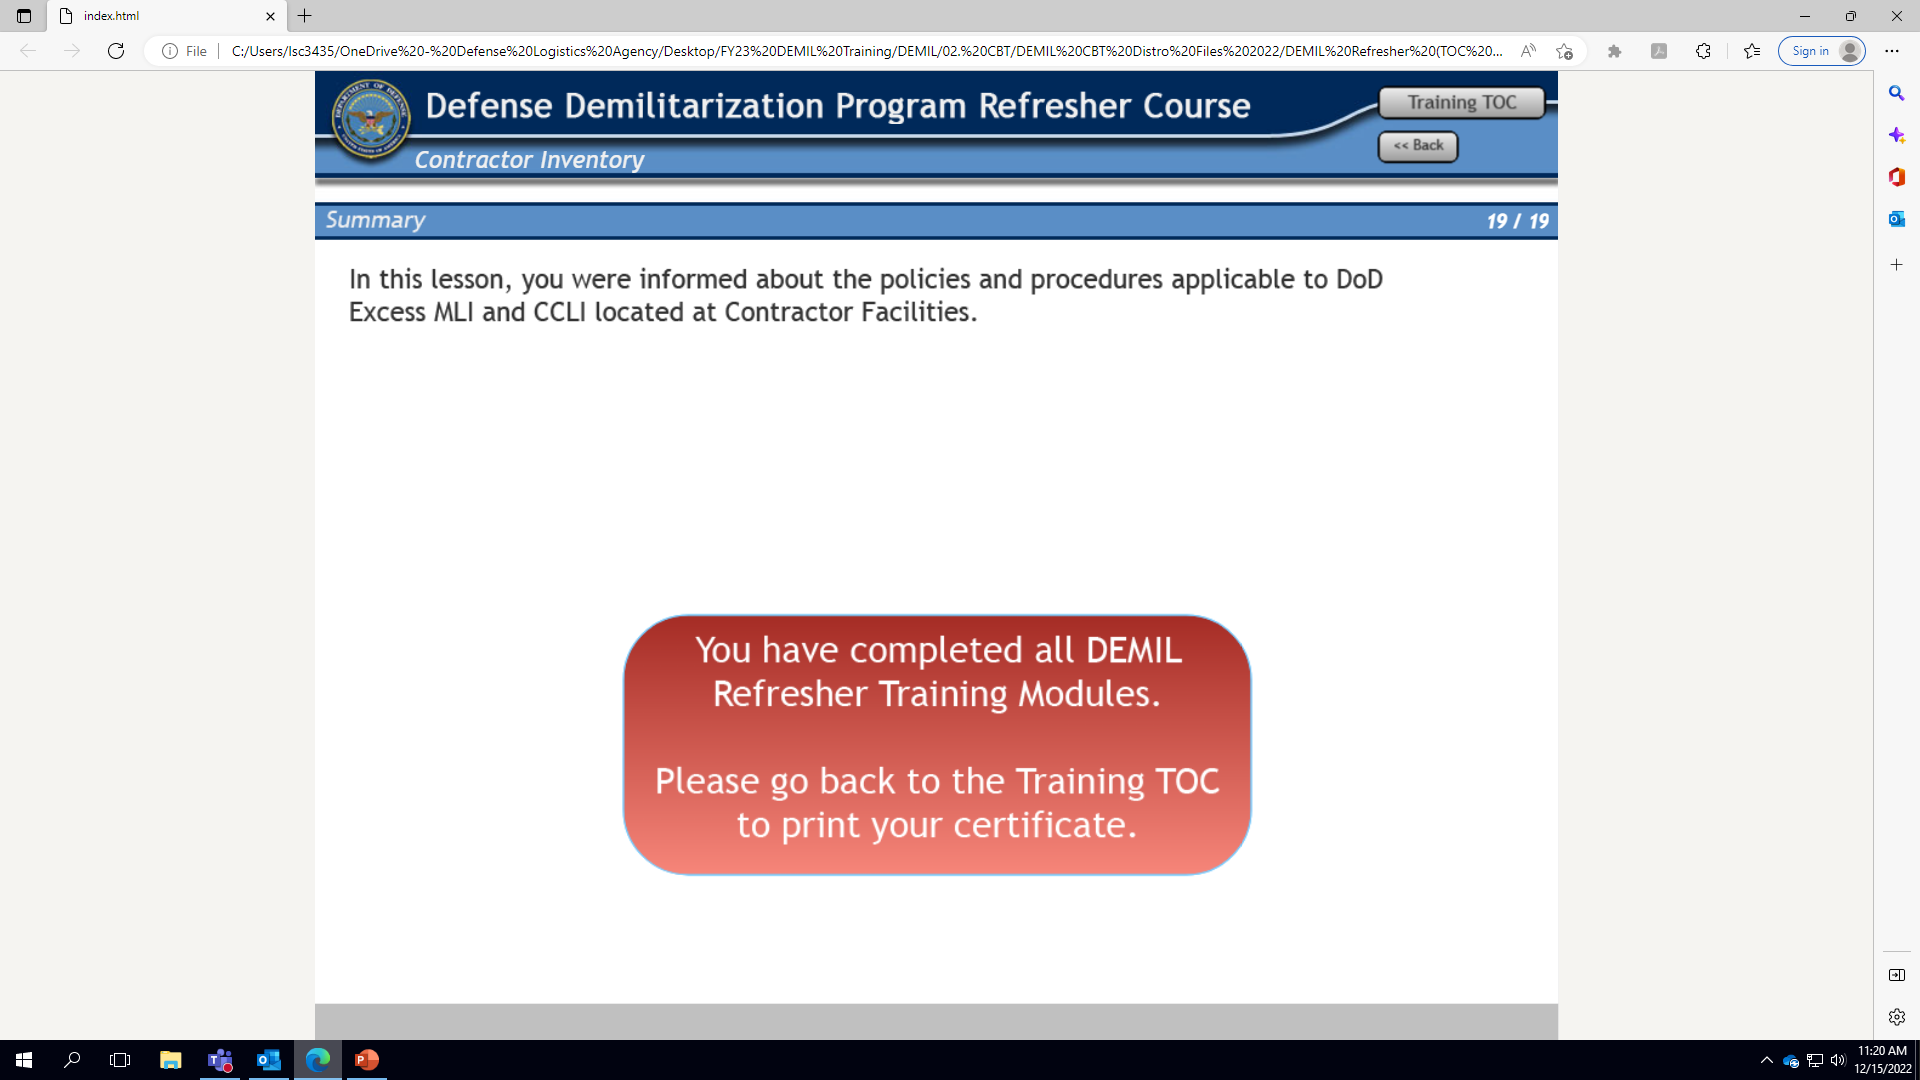 index.html
File
C:/Users/lsc3435/OneDrive%20-%20Defense%20Logistics%20Agency/Desktop/FY23%20DEMIL%20Training/DEMIL/02.%20CBT/DEMIL%20CBT%20Distro%20Files%202022/DEMIL%20Refresher%20(TOC%20...
Sign in
Defense Demilitarization Program Refresher Course
Training TOC
<< Back
Contractor Inventory
Summary
19 / 19
In this lesson, you were informed about the policies and procedures applicable to DoD
Excess MLI and CCLI located at Contractor Facilities.
You have completed all DEMIL
Refresher Training Modules.
Please go back to the Training TOC
to print your certificate.
11:20 AM
12/15/2022